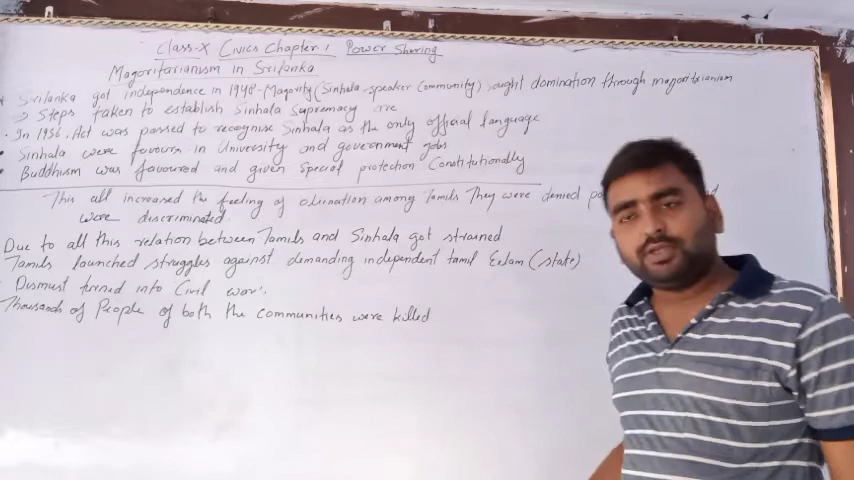 Class-X Civics Chapter 1 Power Sharing
Magoritarianism in Srilanka
Srilanka got independence in 1948- Magority (Sinhala-speaker Community) sought domination through magoritarianism
⇒ Steps taken to establish Sinhala Supremacy are
• In 1956. Act was passed to recognise Sinhala as the only official language
• Sinhala were favours in University and government jobs
• Buddhism was favoured and given Special protection Constitutionally
This all increased the feeling of alienation among Tamils They were denied
were discriminated.
Due to all this relation between Tamils and Sinhala got strained
Tamils launched struggles against demanding independent tamil Eelam (state)
Dismust turned into Civil war.
Thousands of People of both the communities were killed